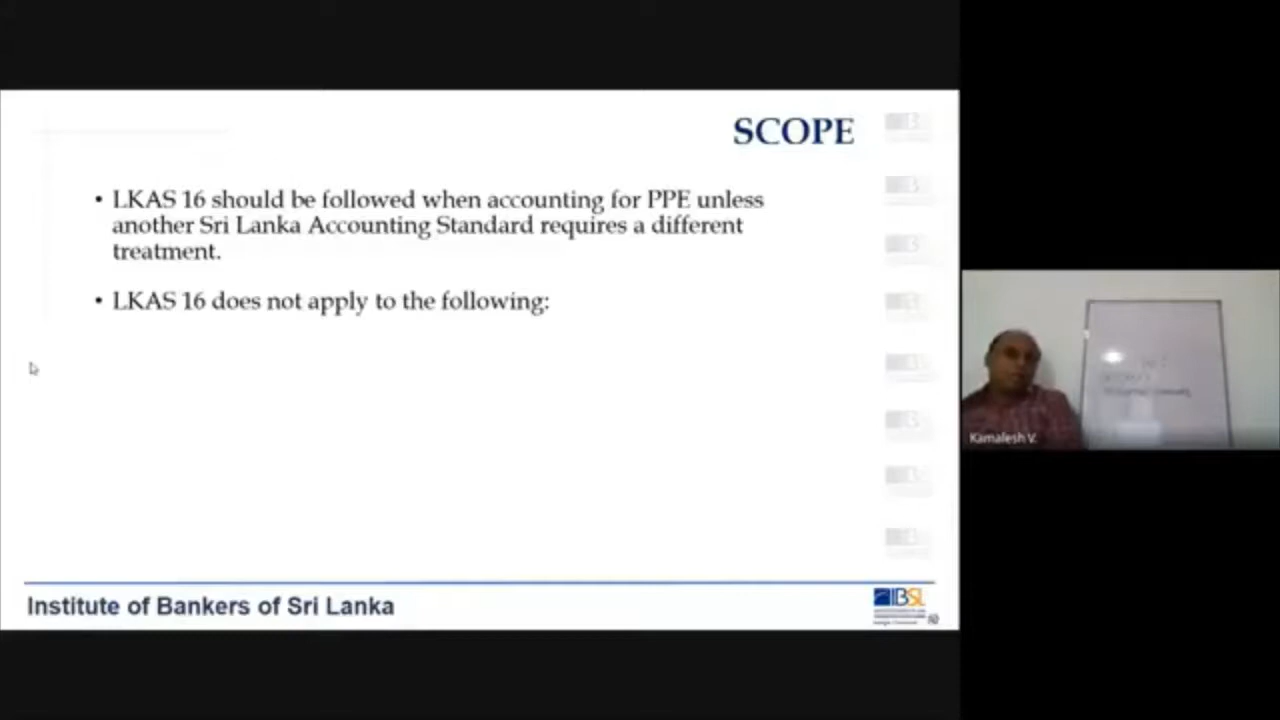 SCOPE
• LKAS 16 should be followed when accounting for PPE unless
another Sri Lanka Accounting Standard requires a different
treatment.
• LKAS 16 does not apply to the following:
Kamalesh V.
Institute of Bankers of Sri Lanka
IBSL